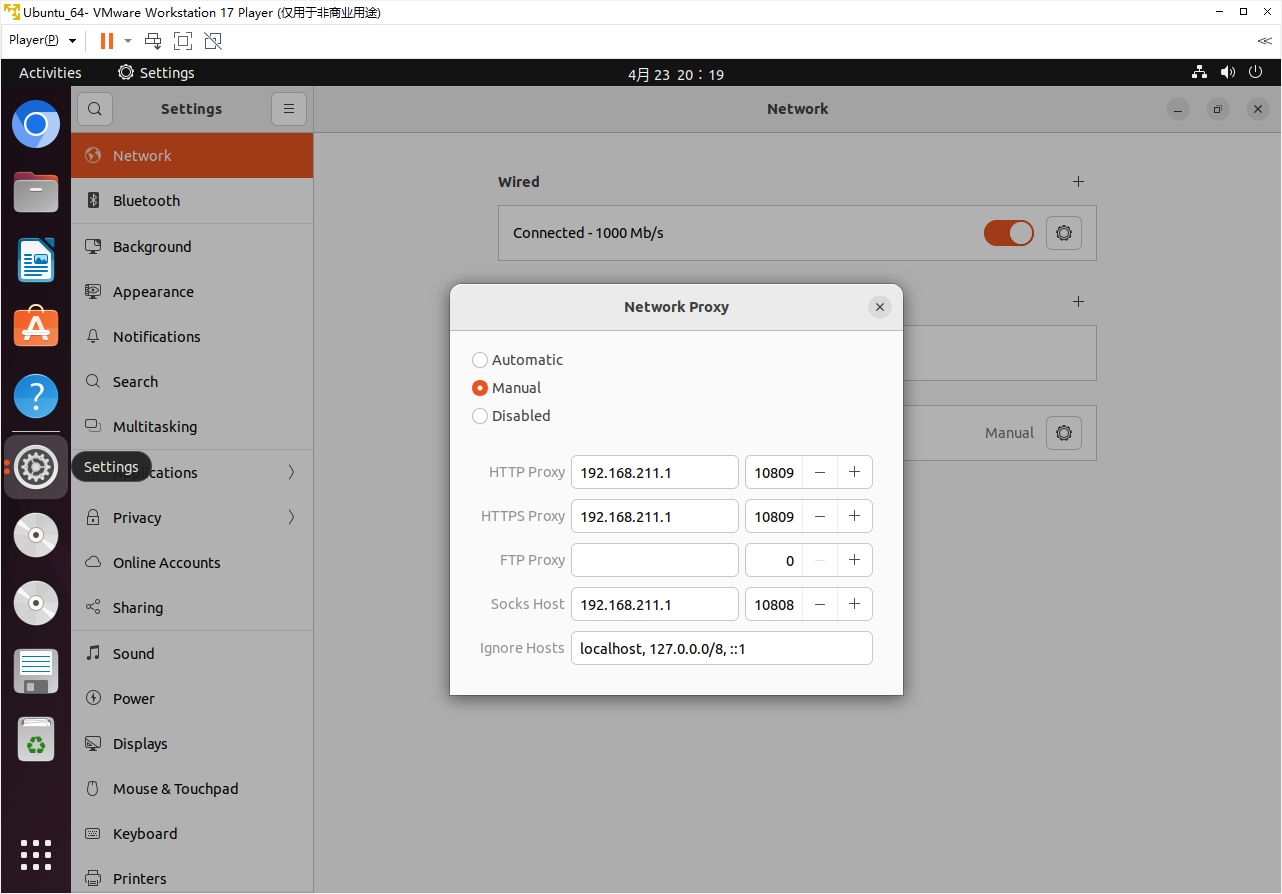 Ubuntu_64- VMware Workstation 17 Player (仅用于非商业用途)
Player(P)
Activities
Settings
4月 23 20：19
Settings
Network
Network
Bluetooth
Background
Appearance
Notifications
Search
Multitasking
Settings
Privacy
Online Accounts
Sharing
Sound
Power
Displays
Mouse & Touchpad
Keyboard
Printers
Wired
Connected - 1000 Mb/s
Manual
Network Proxy
Automatic
Manual
Disabled
HTTP Proxy 192.168.211.1 10809
HTTPS Proxy 192.168.211.1 10809
FTP Proxy 0
Socks Host 192.168.211.1 10808
Ignore Hosts localhost, 127.0.0.0/8, ::1